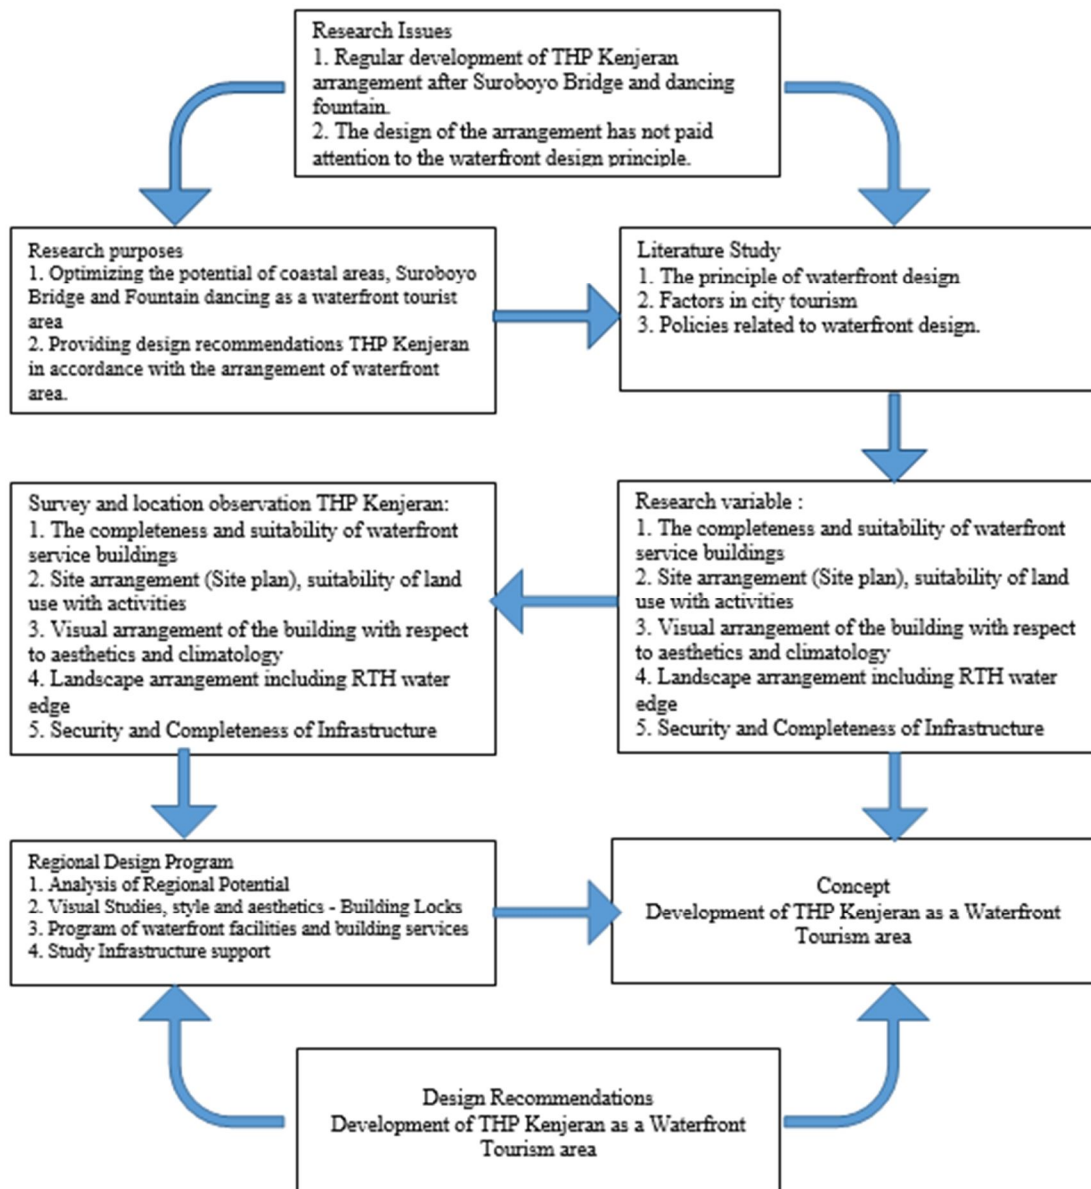 Research Issues
1. Regular development of THP Kenjeran
arrangement after Suroboyo Bridge and dancing
fountain.
2. The design of the arrangement has not paid
attention to the waterfront design principle.
Research purposes
1. Optimizing the potential of coastal areas, Suroboyo
Bridge and Fountain dancing as a waterfront tourist
area
2. Providing design recommendations THP Kenjeran
in accordance with the arrangement of waterfront
area.
Literature Study
1. The principle of waterfront design
2. Factors in city tourism
3. Policies related to waterfront design.
Survey and location observation THP Kenjeran:
1. The completeness and suitability of waterfront
service buildings
2. Site arrangement (Site plan), suitability of land
use with activities
3. Visual arrangement of the building with respect
to aesthetics and climatology
4. Landscape arrangement including RTH water
edge
5. Security and Completeness of Infrastructure
Research variable :
1. The completeness and suitability of waterfront
service buildings
2. Site arrangement (Site plan), suitability of land
use with activities
3. Visual arrangement of the building with respect
to aesthetics and climatology
4. Landscape arrangement including RTH water
edge
5. Security and Completeness of Infrastructure
Regional Design Program
1. Analysis of Regional Potential
2. Visual Studies, style and aesthetics - Building Locks
3. Program of waterfront facilities and building services
4. Study Infrastructure support
Concept
Development of THP Kenjeran as a Waterfront
Tourism area
Design Recommendations
Development of THP Kenjeran as a Waterfront
Tourism area